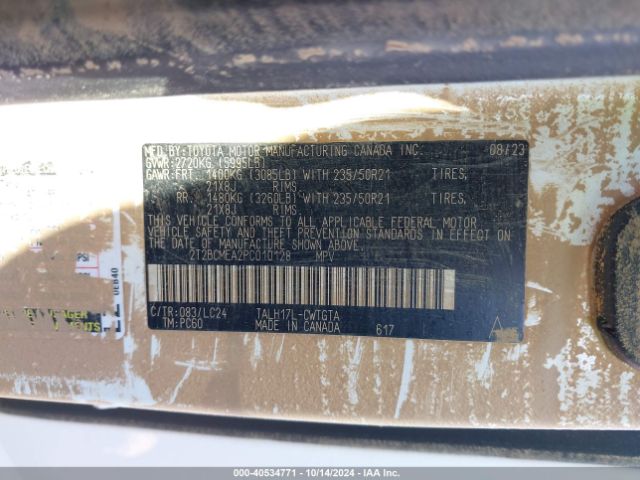 MFD.BY:TOYOTA MOTOR MANUFACTURING CANADA INC. 08/23
GVWR:2720KG (5995LB)
GAWR:FRT. 1400KG (3085LB) WITH 235/50R21 TIRES,
21X8J RIMS
RR. 1480KG (3260LB) WITH 235/50R21 TIRES,
21X8J RIMS
THIS VEHICLE CONFORMS TO ALL APPLICABLE FEDERAL MOTOR
VEHICLE SAFETY AND THEFT PREVENTION STANDARDS IN
EFFECT ON THE DATE OF MANUFACTURE SHOWN ABOVE.
2T2BCMEA2PC010128 MPV
C/TR:083/LC24 TALH17L-CWTGTA
TM:PC60 MADE IN CANADA 617
000-40534771 - 10/14/2024 - IAA Inc.